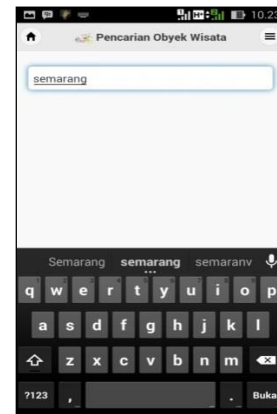 10.23
Pencarian Obyek Wisata
semarang
Semarang semarang semaranv
q w e r t y u i o p
a s d f g h j k l
z x c v b n m
?123 , . Buka